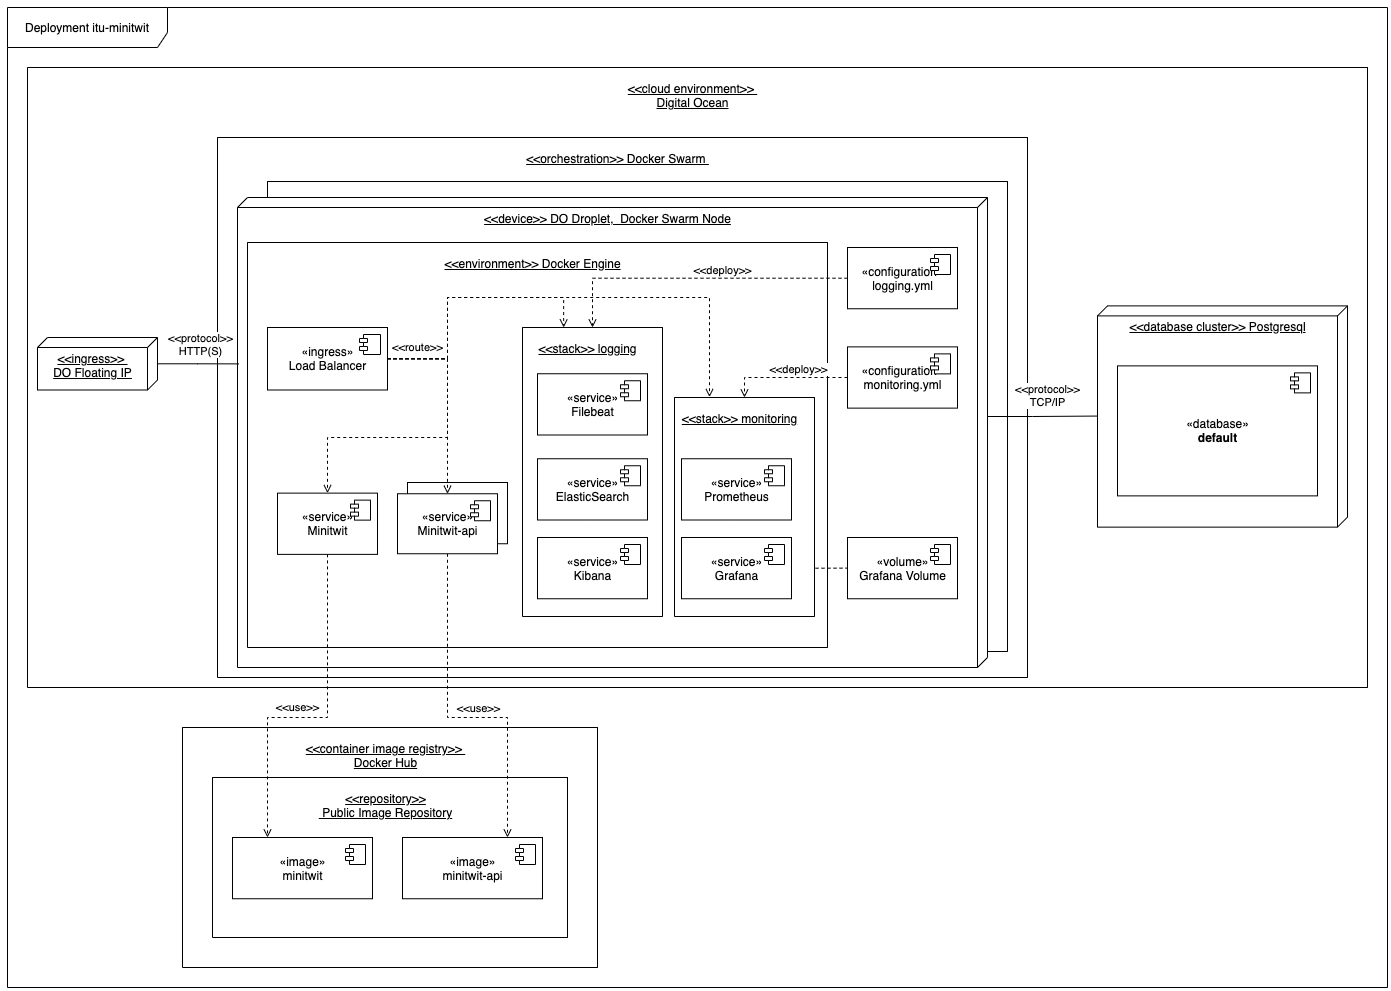 Deployment itu-minitwit
<<cloud environment>>
Digital Ocean
<<orchestration>> Docker Swarm
<<device>> DO Droplet,  Docker Swarm Node
<<environment>> Docker Engine
<<deploy>>
«configuration
logging.yml
<<ingress>>
DO Floating IP
<<protocol>>
HTTP(S)
«ingress»
Load Balancer
<<route>>
<<stack>> logging
«service»
Filebeat
«service»
ElasticSearch
«service»
Kibana
<<deploy>>
«configuration
monitoring.yml
<<stack>> monitoring
«service»
Prometheus
«service»
Grafana
«volume»
Grafana Volume
«service»
Minitwit
«service»
Minitwit-api
<<protocol>>
TCP/IP
<<database cluster>> Postgresql
«database»
default
<<use>>
<<use>>
<<container image registry>>
Docker Hub
<<repository>>
Public Image Repository
«image»
minitwit
«image»
minitwit-api